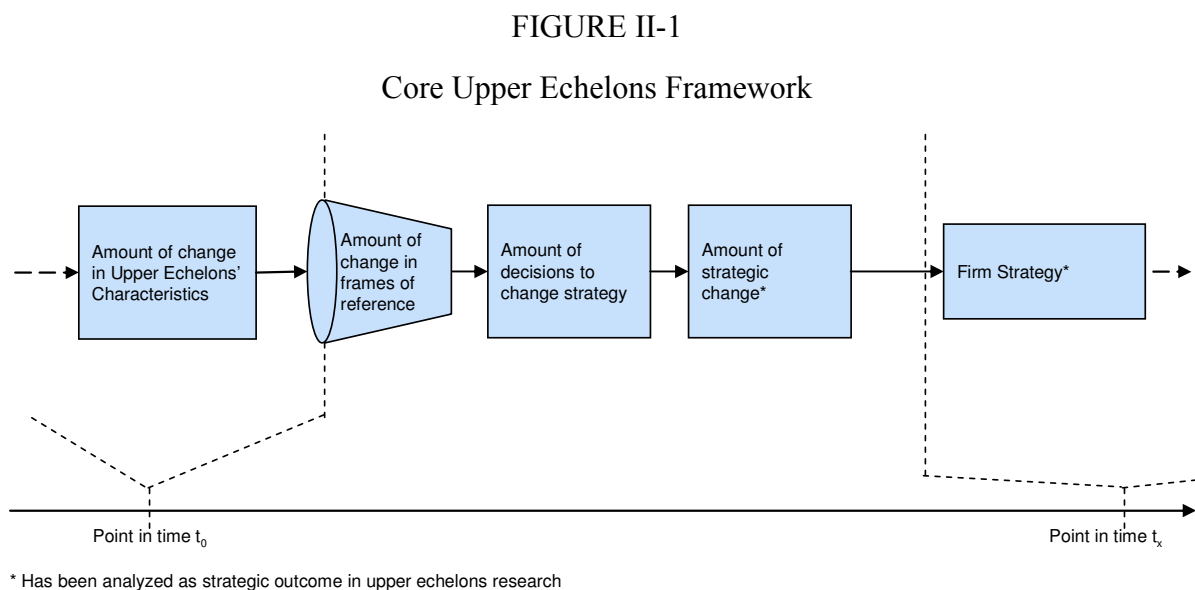 FIGURE II-1
Core Upper Echelons Framework
Amount of change
in Upper Echelons’
Characteristics
Amount of
change in
frames of
reference
Amount of
decisions to
change strategy
Amount of
strategic
change*
Firm Strategy*
Point in time t0
Point in time tx
* Has been analyzed as strategic outcome in upper echelons research